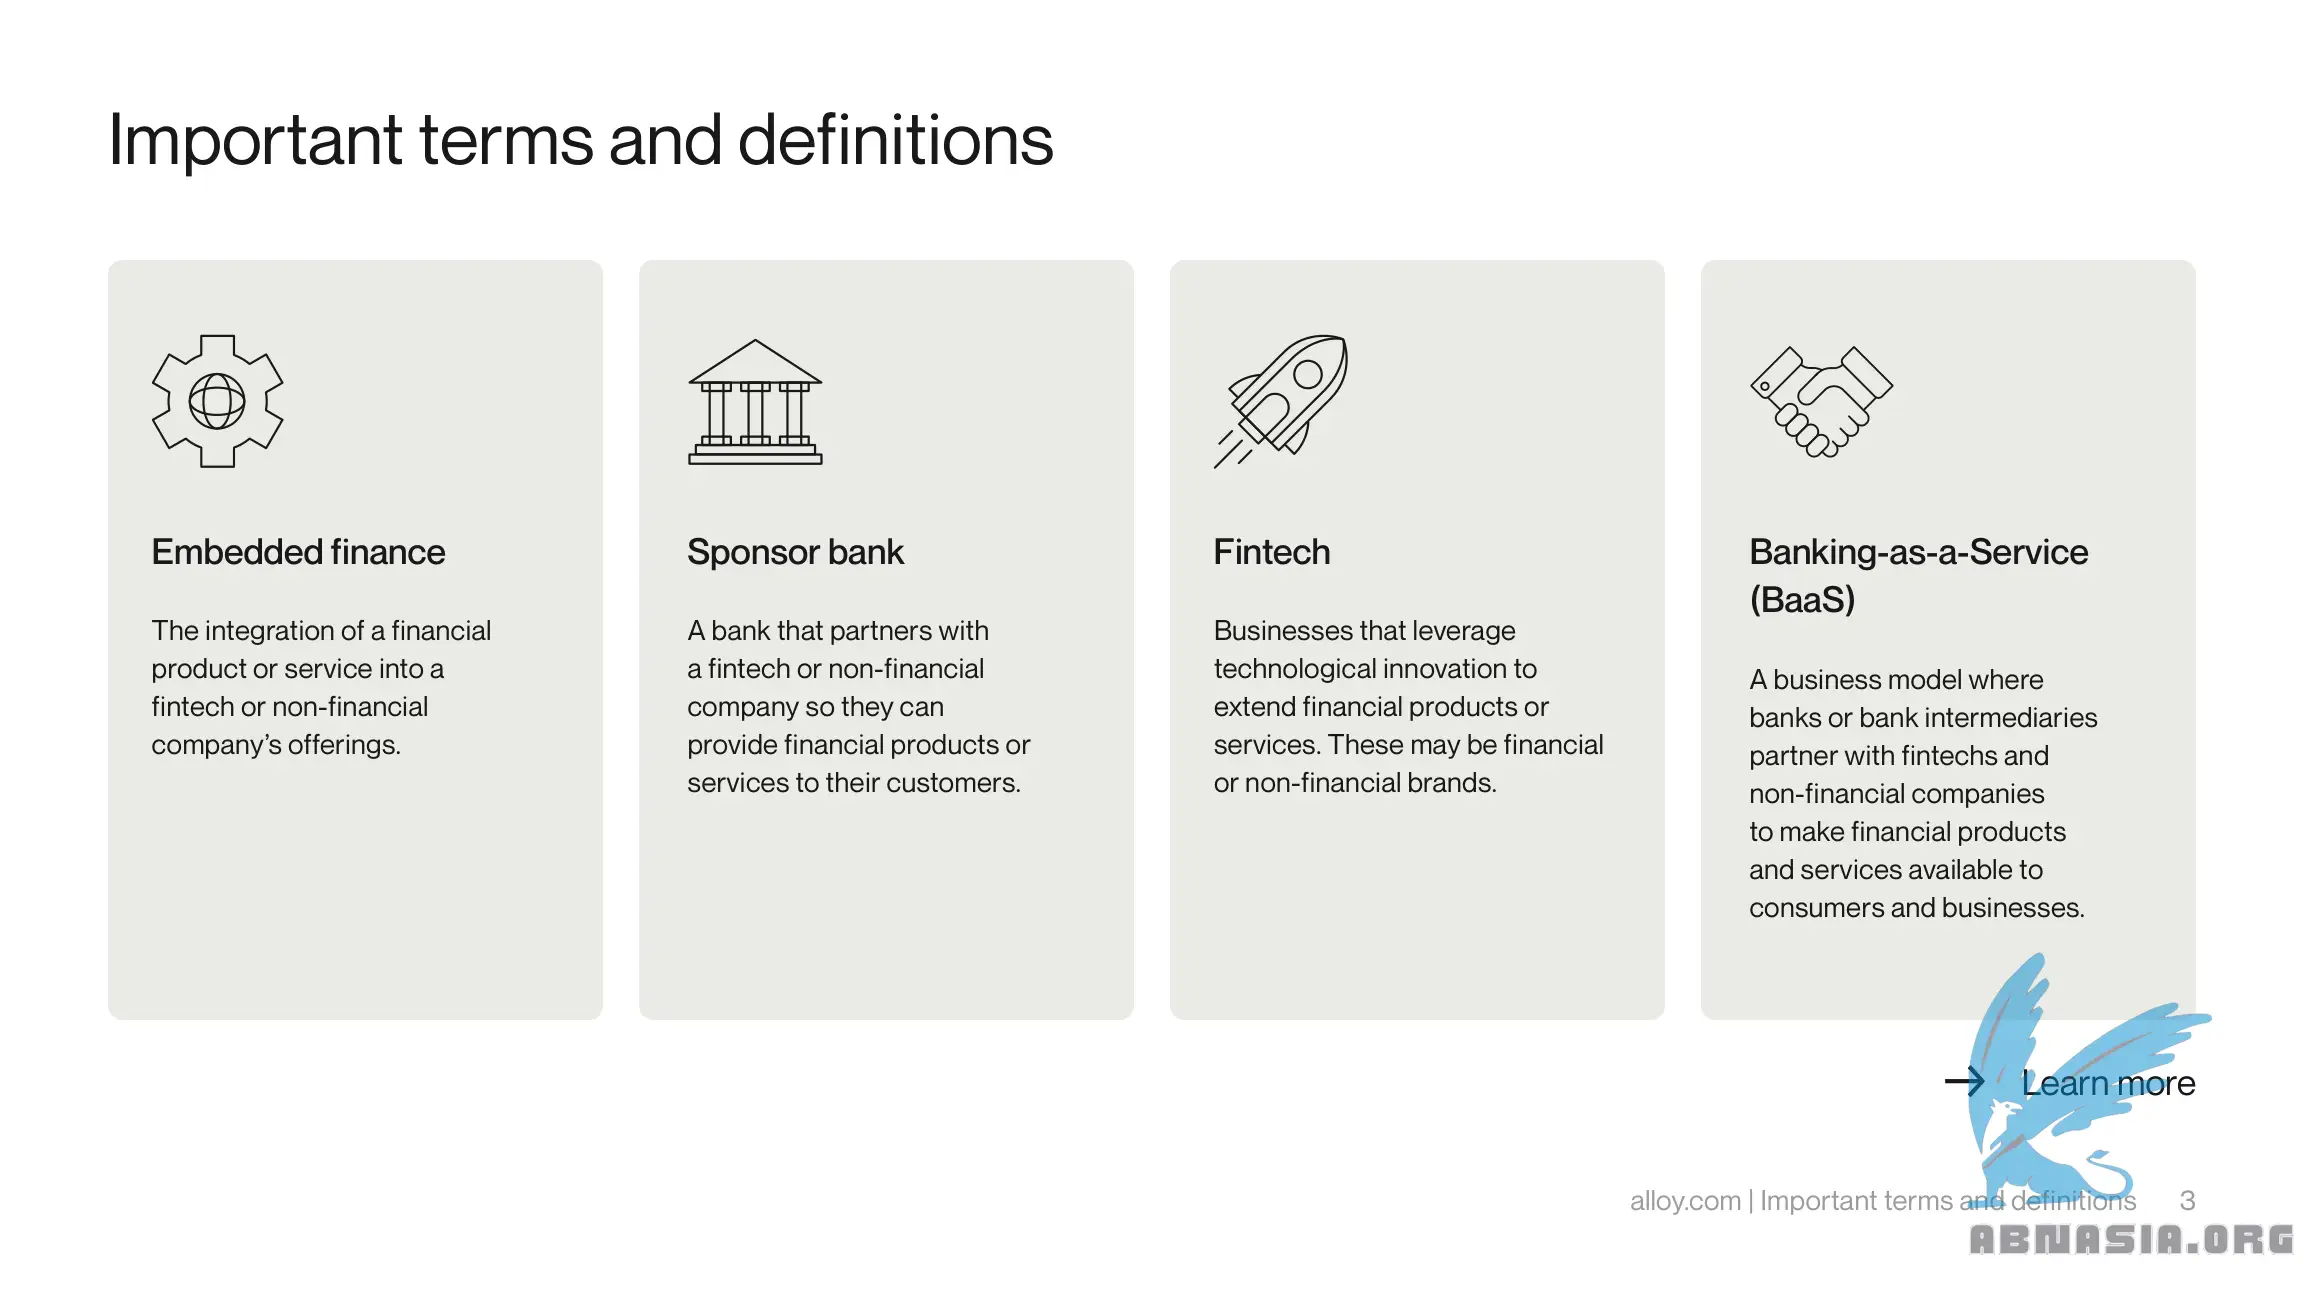 Important terms and definitions
Embedded finance
The integration of a financial
product or service into a
fintech or non-financial
company’s offerings.
Sponsor bank
A bank that partners with
a fintech or non-financial
company so they can
provide financial products or
services to their customers.
Fintech
Businesses that leverage
technological innovation to
extend financial products or
services. These may be financial
or non-financial brands.
Banking-as-a-Service
(BaaS)
A business model where
banks or bank intermediaries
partner with fintechs and
non-financial companies
to make financial products
and services available to
consumers and businesses.
Learn more
alloy.com | Important terms and definitions 3
ABNASIA.ORG